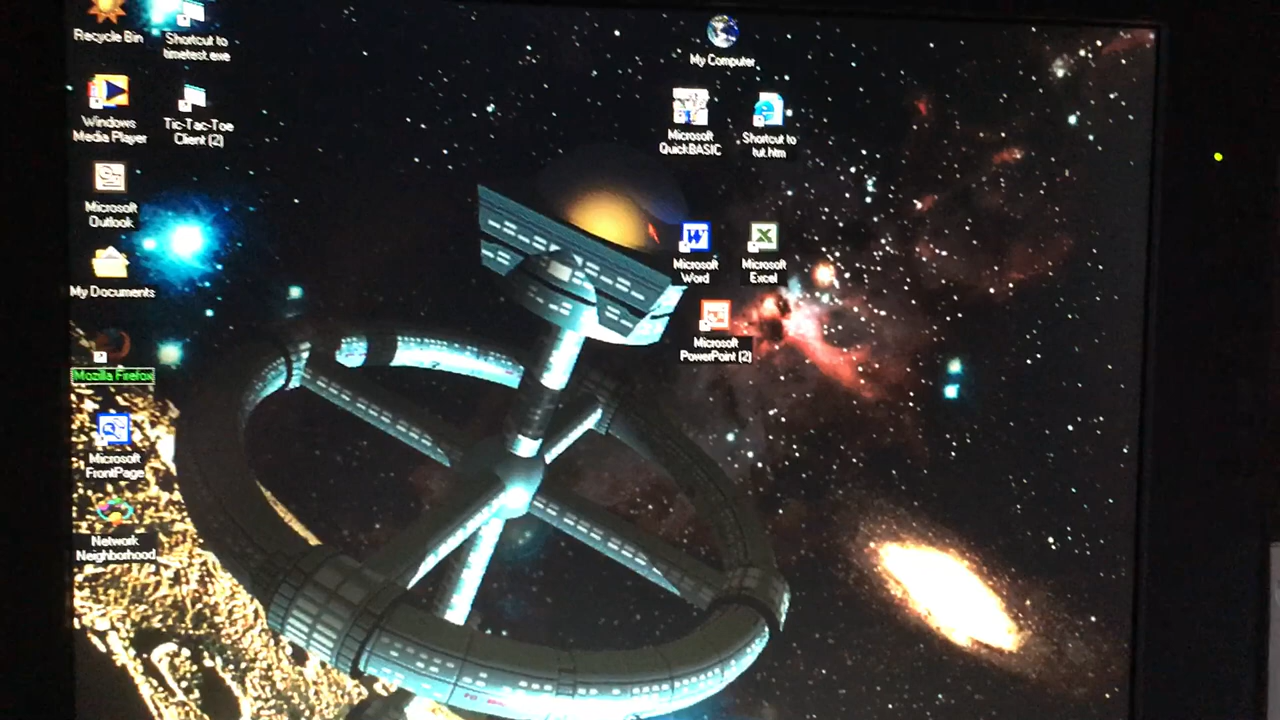 Recycle Bin
Shortcut to
timetest.exe
My Computer
Windows
Media Player
Tic-Tac-Toe
Client (2)
Microsoft
QuickBASIC
Shortcut to
tut.htm
Microsoft
Outlook
My Documents
Microsoft
Word
Microsoft
Excel
Microsoft
PowerPoint (2)
Mozilla Firefox
Microsoft
FrontPage
Network
Neighborhood